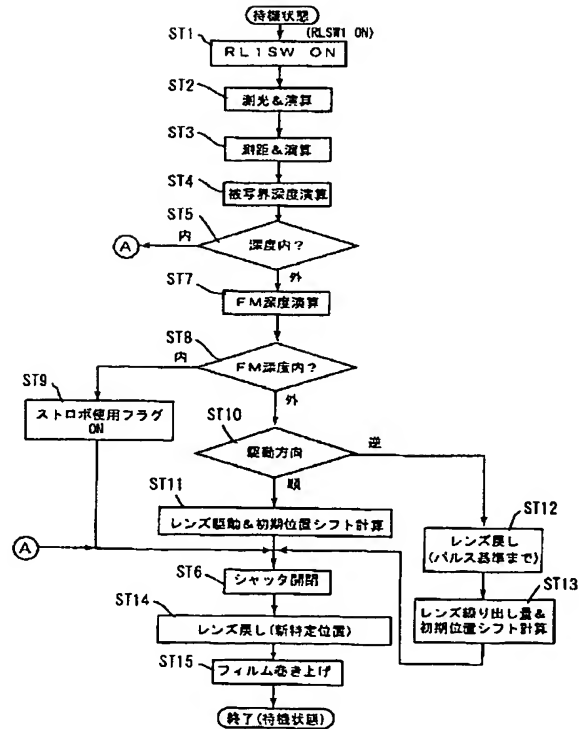 待機状態
(RLSW1 ON)
ST1
RL1SW ON
ST2
測光&演算
ST3
測距&演算
ST4
被写界深度演算
ST5
内
A
深度内?
外
ST7
FM深度演算
ST8
内
FM深度内?
ST9
ストロボ使用フラグ
ON
外
ST10
駆動方向
逆
順
ST11
レンズ駆動&初期位置シフト計算
ST12
レンズ戻し
(パルス基準まで)
A
ST6
シャッタ開閉
ST13
レンズ繰り出し量&
初期位置シフト計算
ST14
レンズ戻し(新特定位置)
ST15
フィルム巻き上げ
終了(待機状態)